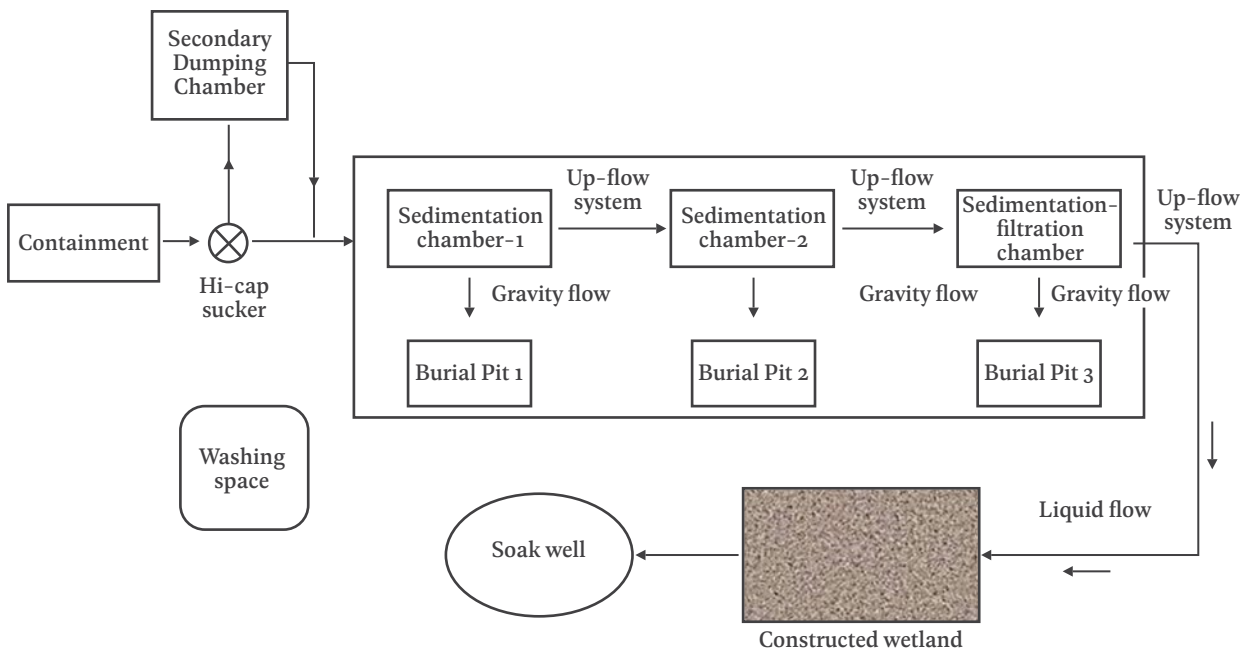 Secondary
Dumping
Chamber
Containment
Hi-cap
sucker
Sedimentation
chamber-1
Up-flow
system
Sedimentation
chamber-2
Up-flow
system
Sedimentation-
filtration
chamber
Up-flow
system
Gravity flow
Gravity flow
Gravity flow
Burial Pit 1
Burial Pit 2
Burial Pit 3
Washing
space
Soak well
Liquid flow
Constructed wetland